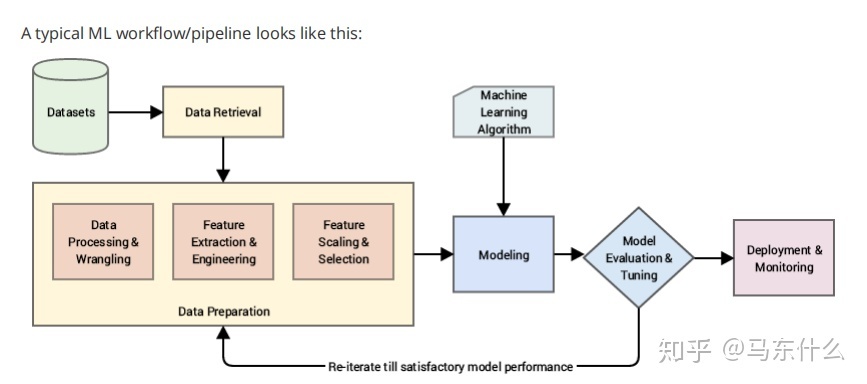 A typical ML workflow/pipeline looks like this:
Datasets
Data Retrieval
Machine
Learning
Algorithm
Data
Processing &
Wrangling
Feature
Extraction &
Engineering
Feature
Scaling &
Selection
Data Preparation
Modeling
Model
Evaluation &
Tuning
Deployment &
Monitoring
Re-iterate till satisfactory model performance
知乎 @马东什么